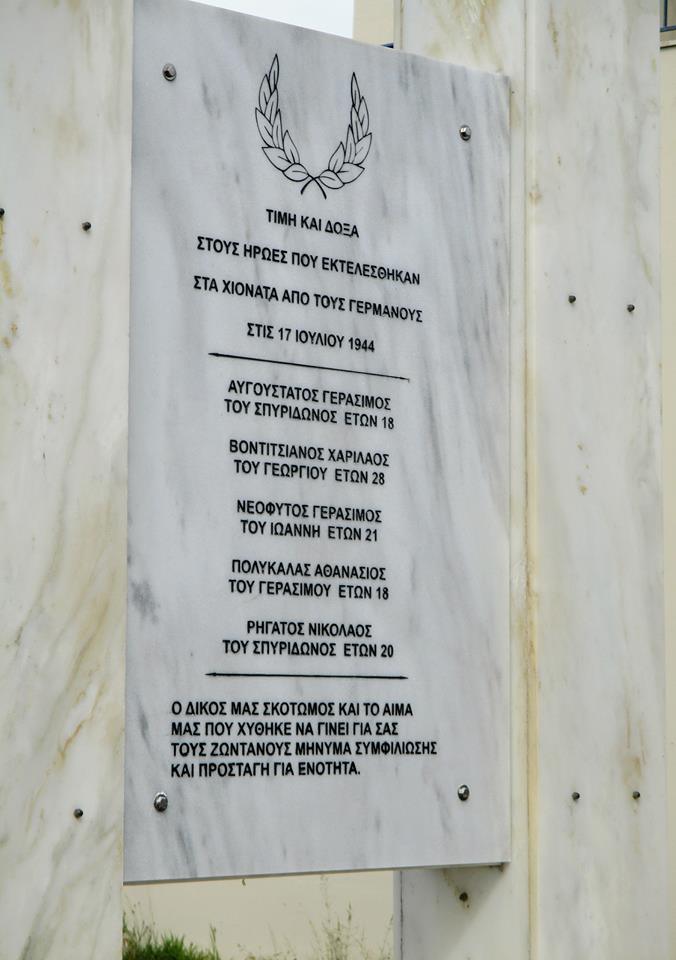 ΤΙΜΗ ΚΑΙ ΔΟΞΑ
ΣΤΟΥΣ ΗΡΩΕΣ ΠΟΥ ΕΚΤΕΛΕΣΘΗΚΑΝ
ΣΤΑ ΧΙΟΝΑΤΑ ΑΠΟ ΤΟΥΣ ΓΕΡΜΑΝΟΥΣ
ΣΤΙΣ 17 ΙΟΥΛΙΟΥ 1944
ΑΥΓΟΥΣΤΑΤΟΣ ΓΕΡΑΣΙΜΟΣ
ΤΟΥ ΣΠΥΡΙΔΩΝΟΣ ΕΤΩΝ 18
ΒΟΝΤΙΤΣΙΑΝΟΣ ΧΑΡΙΛΑΟΣ
ΤΟΥ ΓΕΩΡΓΙΟΥ ΕΤΩΝ 28
ΝΕΟΦΥΤΟΣ ΓΕΡΑΣΙΜΟΣ
ΤΟΥ ΙΩΑΝΝΗ ΕΤΩΝ 21
ΠΟΛΥΚΑΛΑΣ ΑΘΑΝΑΣΙΟΣ
ΤΟΥ ΓΕΡΑΣΙΜΟΥ ΕΤΩΝ 18
ΡΗΓΑΤΟΣ ΝΙΚΟΛΑΟΣ
ΤΟΥ ΣΠΥΡΙΔΩΝΟΣ ΕΤΩΝ 20
Ο ΔΙΚΟΣ ΜΑΣ ΣΚΟΤΩΜΟΣ ΚΑΙ ΤΟ ΑΙΜΑ
ΜΑΣ ΠΟΥ ΧΥΘΗΚΕ ΝΑ ΓΙΝΕΙ ΓΙΑ ΣΑΣ
ΤΟΥΣ ΖΩΝΤΑΝΟΥΣ ΜΗΝΥΜΑ ΣΥΜΦΙΛΙΩΣΗΣ
ΚΑΙ ΠΡΟΣΤΑΓΗ ΓΙΑ ΕΝΟΤΗΤΑ.